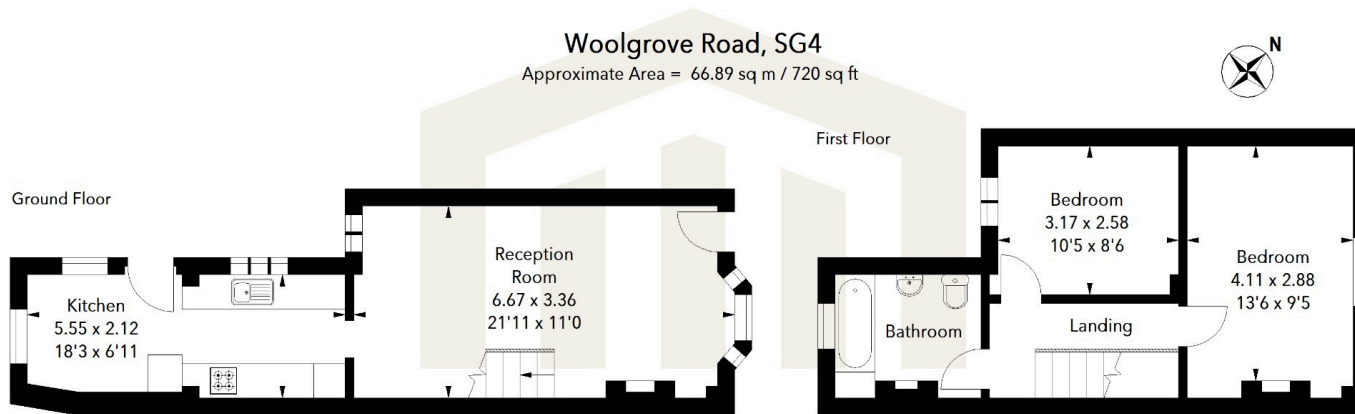 Woolgrove Road, SG4
Approximate Area = 66.89 sq m / 720 sq ft
N
First Floor
Ground Floor
Kitchen
5.55 x 2.12
18'3 x 6'11
Reception
Room
6.67 x 3.36
21'11 x 11'0
Bathroom
Bedroom
3.17 x 2.58
10'5 x 8'6
Landing
Bedroom
4.11 x 2.88
13'6 x 9'5